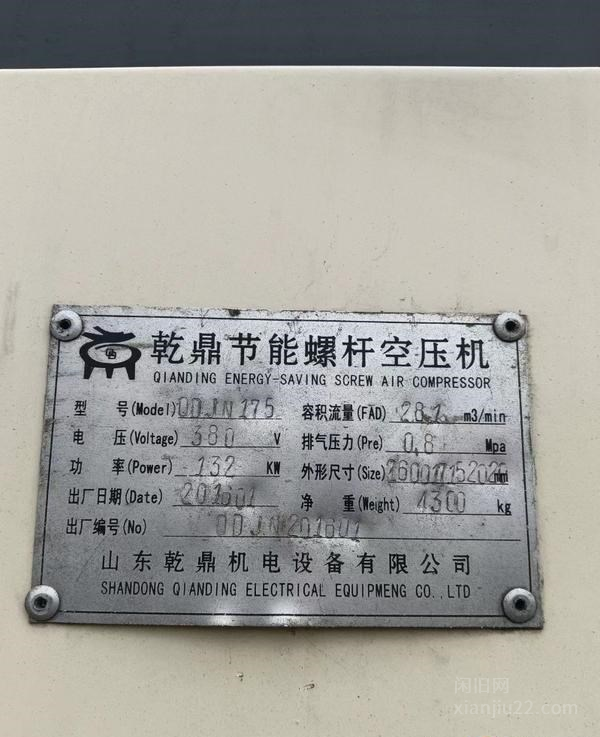 乾鼎节能螺杆空压机
QIANDING ENERGY-SAVING SCREW AIR COMPRESSOR
型 号(Model) QDJN175 容积流量(FAD) 28.1 m3/min
电 压(Voltage) 380 V 排气压力(Pre) 0.8 Mpa
功 率(Power) 132 KW 外形尺寸(Size) mm
出厂日期(Date) 201601 净 重(Weight) 4300 kg
出厂编号(No) QDJN201601
山东乾鼎机电设备有限公司
SHANDONG QIANDING ELECTRICAL EQUIPMENG CO.,LTD
闲旧网
xianjiu22.com